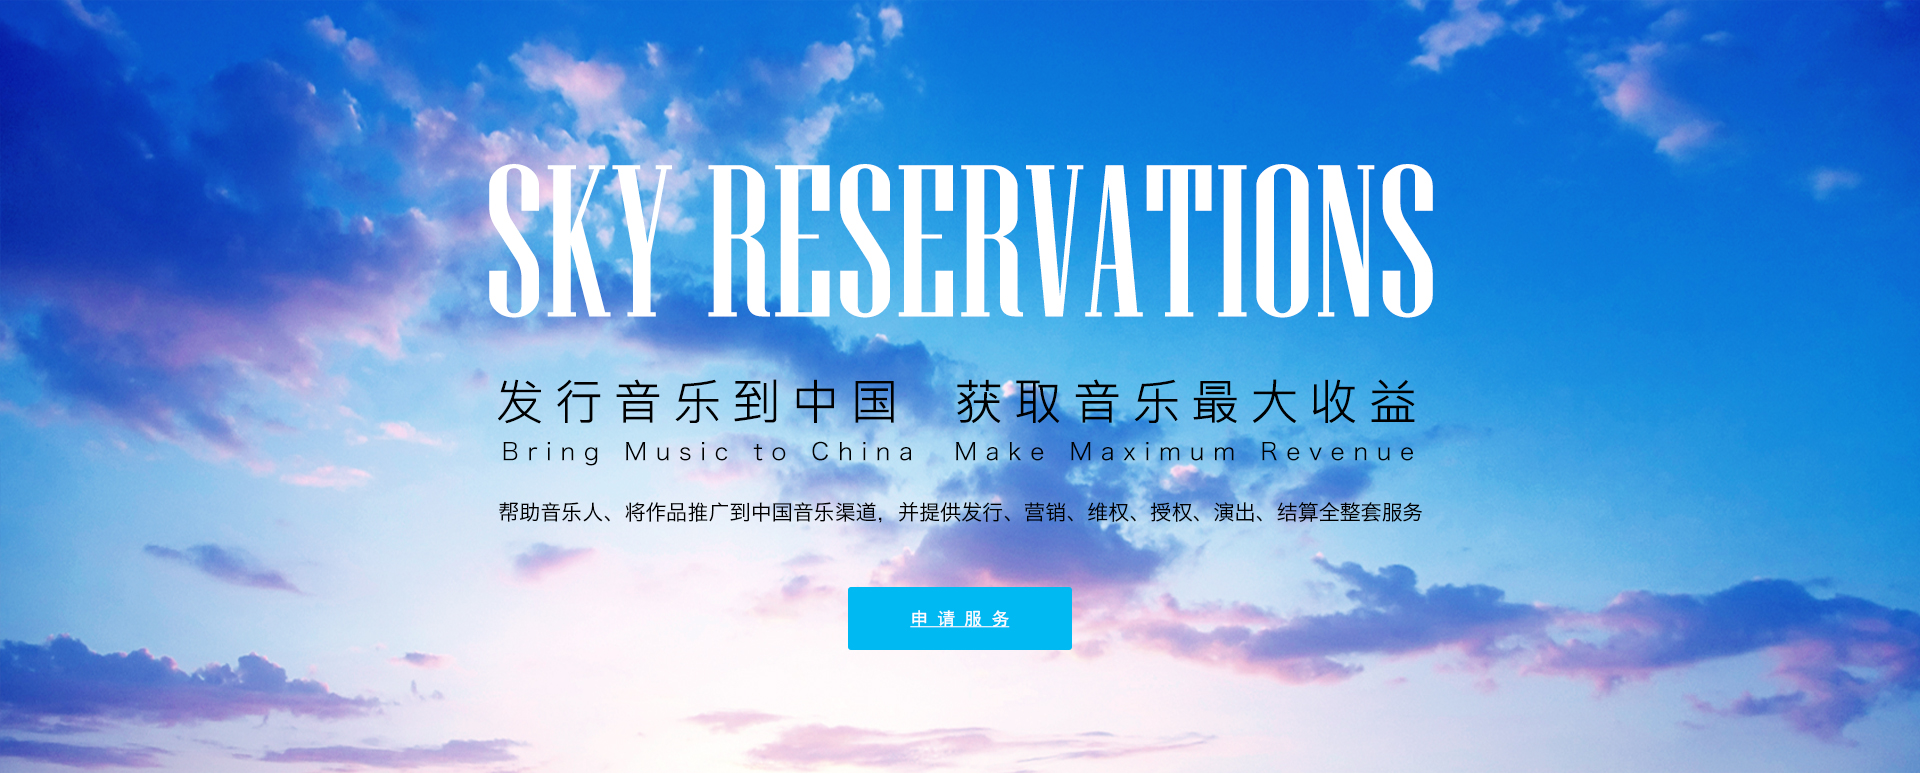 SKY RESERVATIONS
发行音乐到中国 获取音乐最大收益
Bring Music to China Make Maximum Revenue
帮助音乐人、将作品推广到中国音乐渠道，并提供发行、营销、维权、授权、演出、结算全整套服务
申请服务